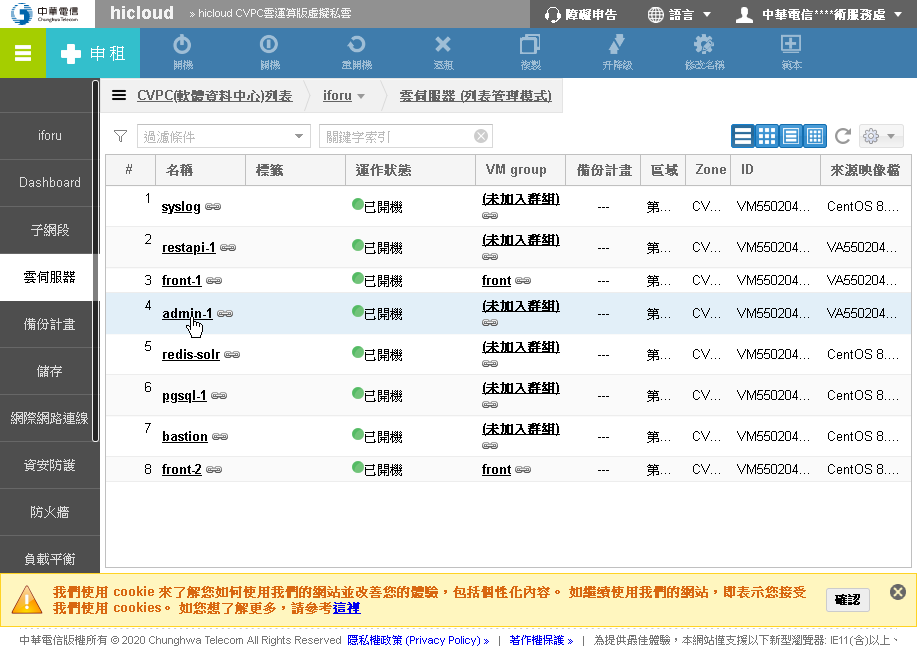 中華電信
Chunghwa Telecom
hicloud » hicloud CVPC雲運算版虛擬私雲 障礙申告 語言 中華電信****術服務處
申租 開機 關機 重開機 退租 複製 升降級 修改名稱 範本
CVPC(軟體資料中心)列表 iforu 雲伺服器 (列表管理模式)
過濾條件 關鍵字索引
iforu
Dashboard
子網段
雲伺服器
備份計畫
儲存
網際網路連線
資安防護
防火牆
負載平衡
# 名稱 標籤 運作狀態 VM group 備份計畫 區域 Zone ID 來源映像檔
1 syslog 已開機 (未加入群組) --- 第... CV... VM550204... CentOS 8....
2 restapi-1 已開機 (未加入群組) --- 第... CV... VM550204... VA550204...
3 front-1 已開機 front --- 第... CV... VM550204... VA550204...
4 admin-1 已開機 (未加入群組) --- 第... CV... VM550204... VA550204...
5 redis-solr 已開機 (未加入群組) --- 第... CV... VM550204... CentOS 8....
6 pgsql-1 已開機 (未加入群組) --- 第... CV... VM550204... CentOS 8....
7 bastion 已開機 (未加入群組) --- 第... CV... VM550204... CentOS 8....
8 front-2 已開機 front --- 第... CV... VM550204... CentOS 8....
我們使用 cookie 來了解您如何使用我們的網站並改善您的體驗，包括個性化內容。 如繼續使用我們的網站，即表示您接受
我們使用 cookies。 如您想了解更多，請參考這裡
確認
中華電信版權所有 © 2020 Chunghwa Telecom All Rights Reserved 隱私權政策 (Privacy Policy) » | 著作權保護 » | 為提供最佳體驗，本網站僅支援以下新型瀏覽器: IE11(含)以上、